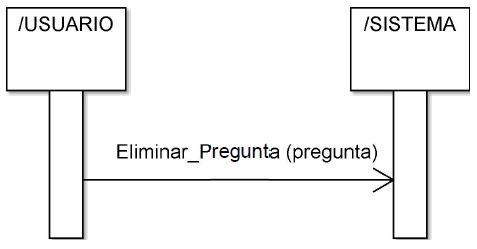 /USUARIO
/SISTEMA
Eliminar_Pregunta (pregunta)